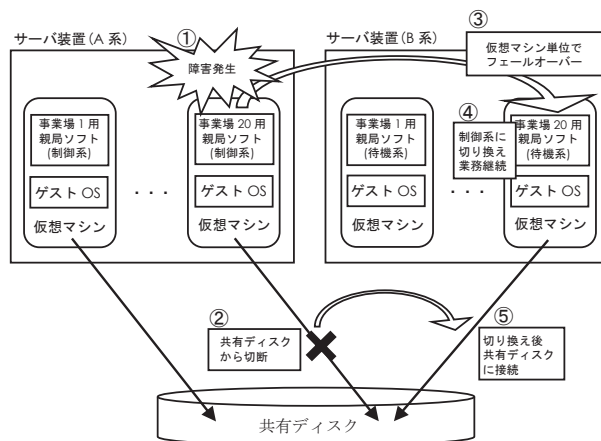 サーバ装置(A系)
①
障害発生
事業場1用
親局ソフト
(制御系)
ゲストOS
仮想マシン
・・・
事業場20用
親局ソフト
(制御系)
ゲストOS
仮想マシン
サーバ装置(B系)
③
仮想マシン単位で
フェールオーバー
事業場1用
親局ソフト
(待機系)
ゲストOS
仮想マシン
・・・
④
制御系に
切り換え
業務継続
事業場20用
親局ソフト
(待機系)
ゲストOS
仮想マシン
②
共有ディスク
から切断
⑤
切り換え後
共有ディスク
に接続
共有ディスク